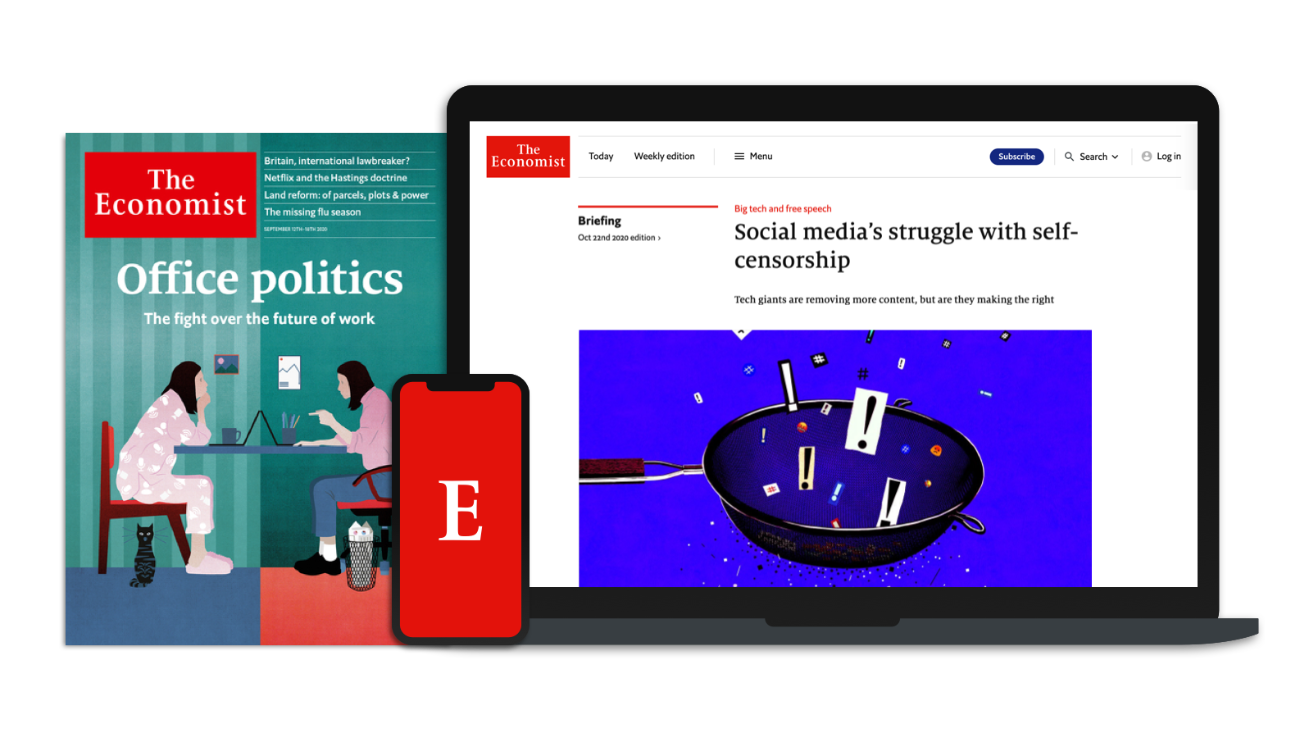 The
Economist
Britain, international lawbreaker?
Netflix and the Hastings doctrine
Land reform: of parcels, plots & power
The missing flu season
SEPTEMBER 12TH–18TH 2020
Office politics
The fight over the future of work
E
The
Economist
Today
Weekly edition
Menu
Subscribe
Search
Log in
Briefing
Oct 22nd 2020 edition ›
Big tech and free speech
Social media's struggle with self-
censorship
Tech giants are removing more content, but are they making the right